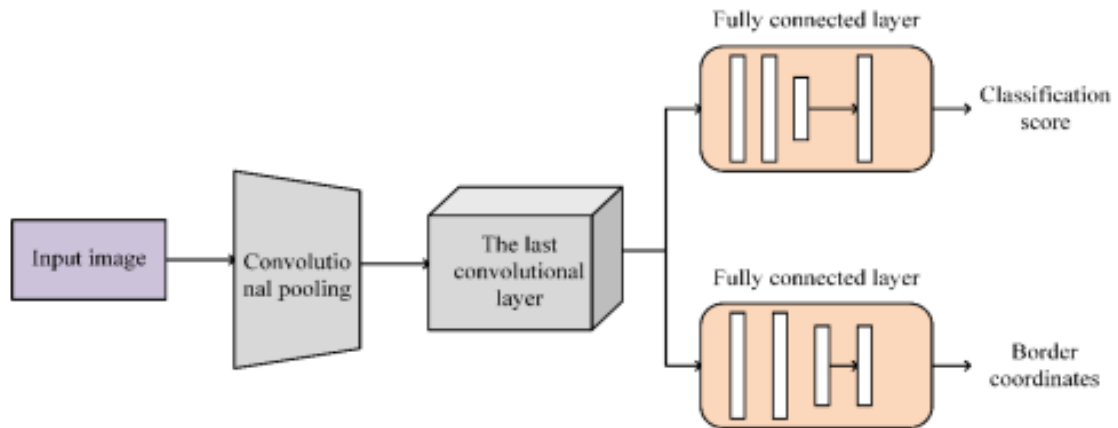 Fully connected layer
Classification
score
Input image
Convolutio
nal pooling
The last
convolutional
layer
Fully connected layer
Border
coordinates